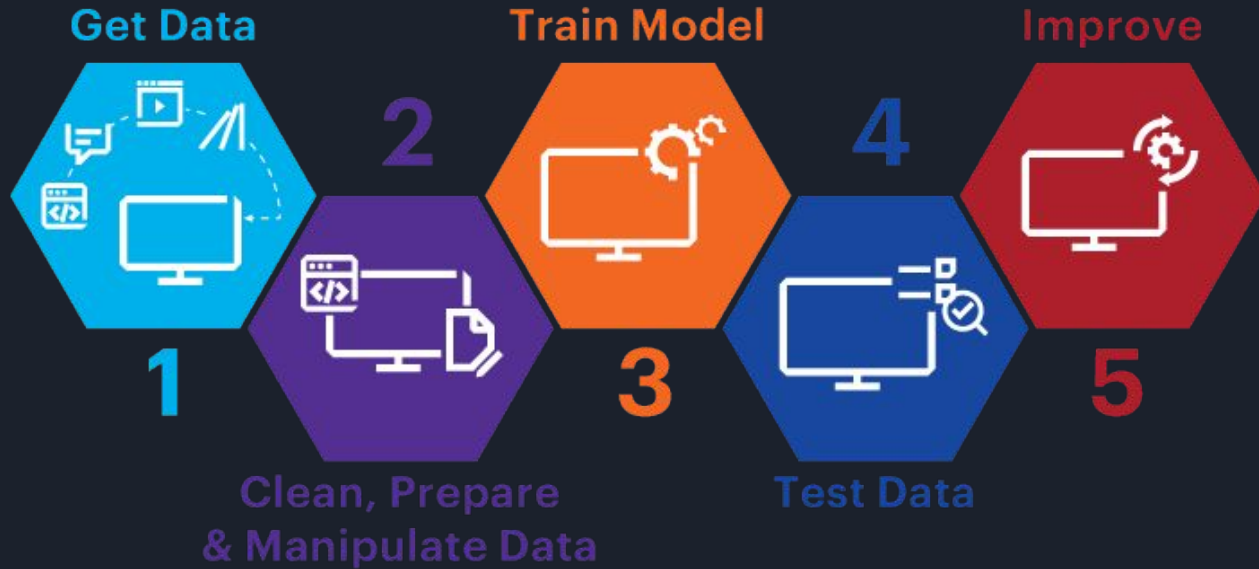 Get Data
1
2
Clean, Prepare
& Manipulate Data
Train Model
3
4
Test Data
Improve
5